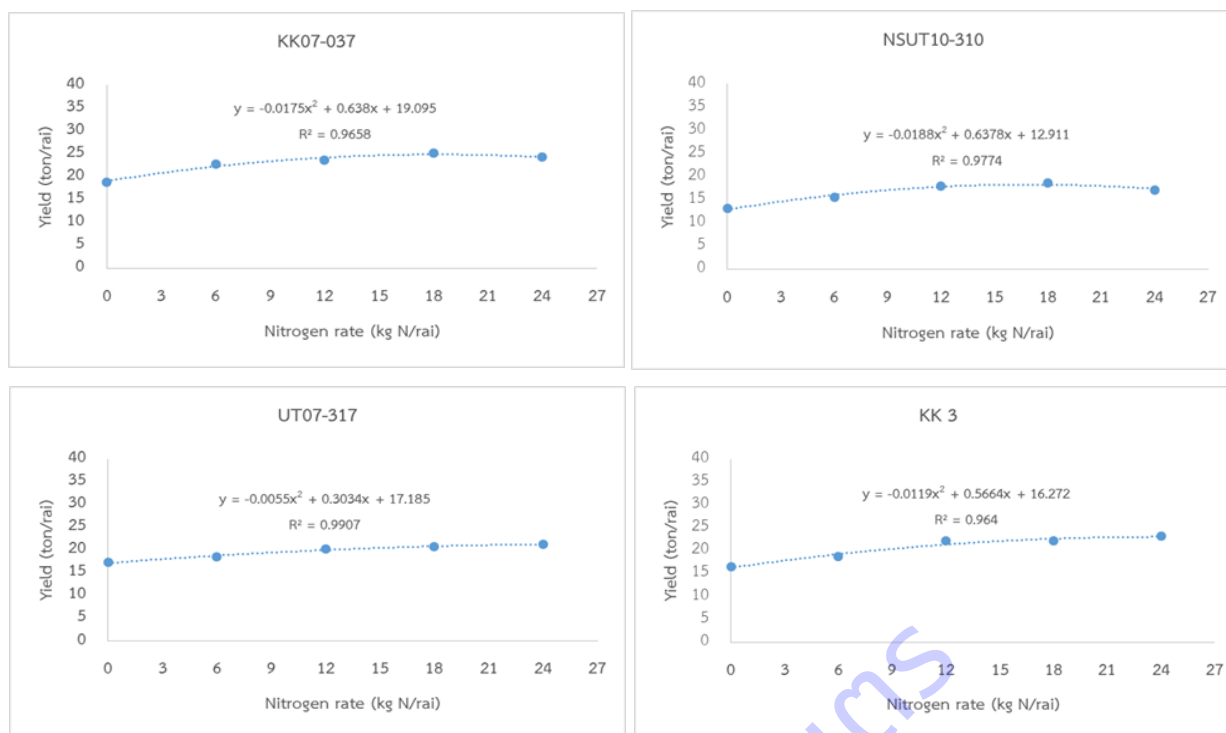 KK07-037
40
35
30
25
20
15
10
5
0
Yield (ton/rai)
y = -0.0175x² + 0.638x + 19.095
R² = 0.9658
0 3 6 9 12 15 18 21 24 27
Nitrogen rate (kg N/rai)
NSUT10-310
40
35
30
25
20
15
10
5
0
Yield (ton/rai)
y = -0.0188x² + 0.6378x + 12.911
R² = 0.9774
0 3 6 9 12 15 18 21 24 27
Nitrogen rate (kg N/rai)
UT07-317
40
35
30
25
20
15
10
5
0
Yield (ton/rai)
y = -0.0055x² + 0.3034x + 17.185
R² = 0.9907
0 3 6 9 12 15 18 21 24 27
Nitrogen rate (kg N/rai)
KK 3
40
35
30
25
20
15
10
5
0
Yield (ton/rai)
y = -0.0119x² + 0.5664x + 16.272
R² = 0.964
0 3 6 9 12 15 18 21 24 27
Nitrogen rate (kg N/rai)